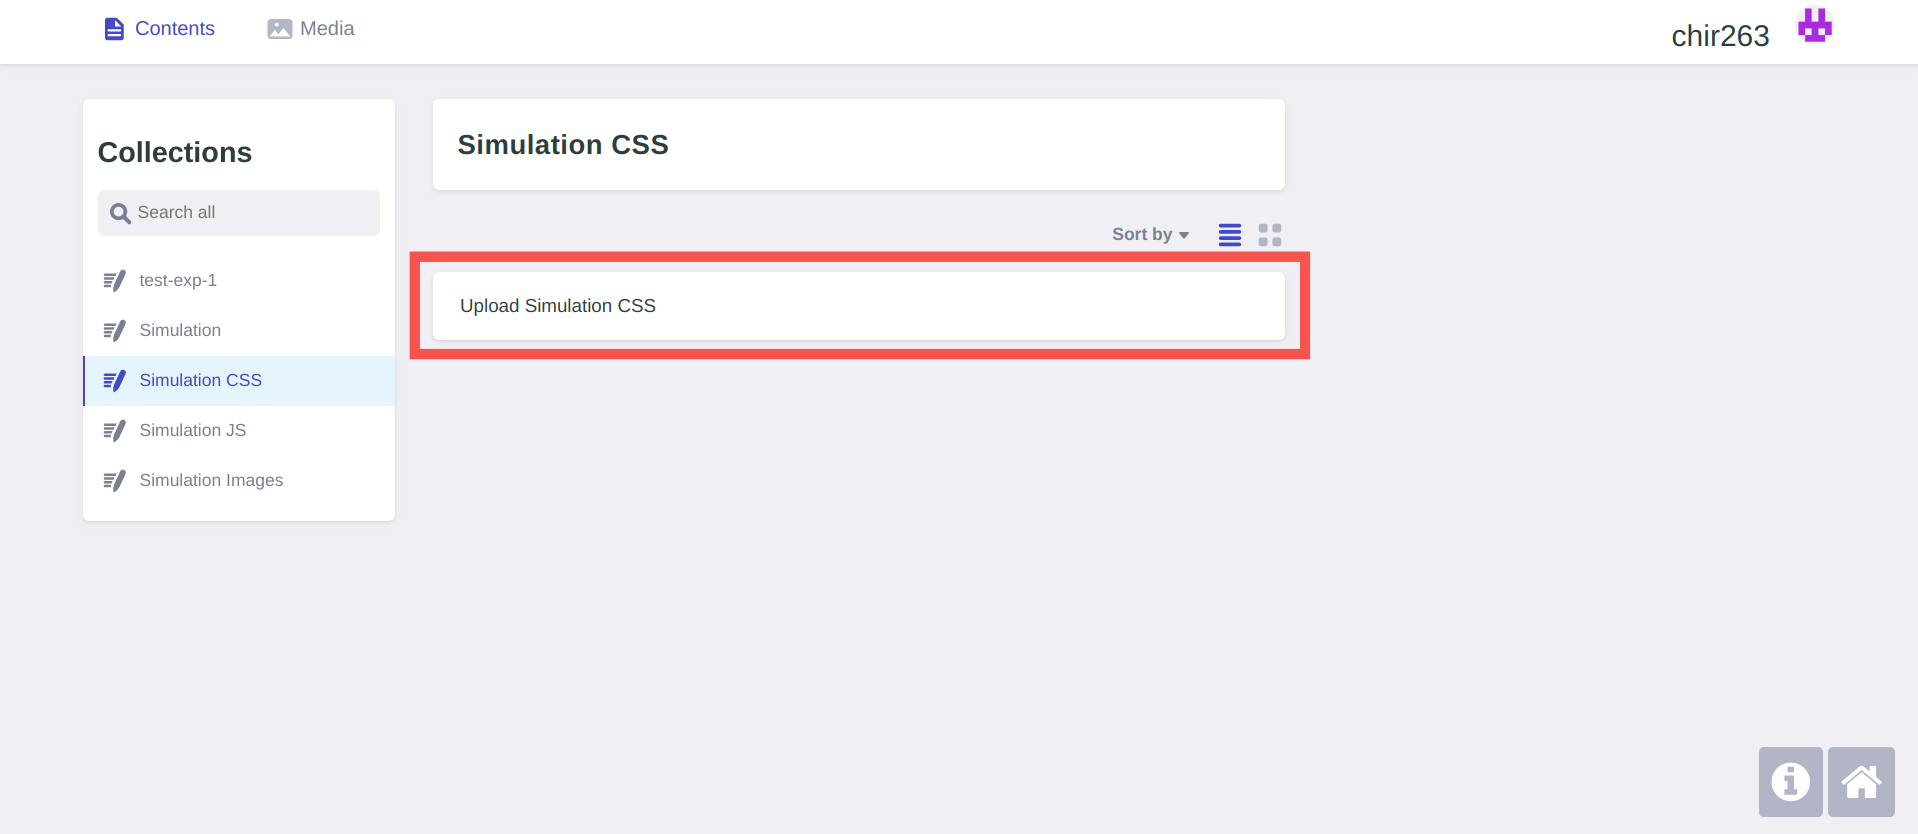 Contents
Media
chir263
Collections
Search all
test-exp-1
Simulation
Simulation CSS
Simulation JS
Simulation Images
Simulation CSS
Sort by
Upload Simulation CSS